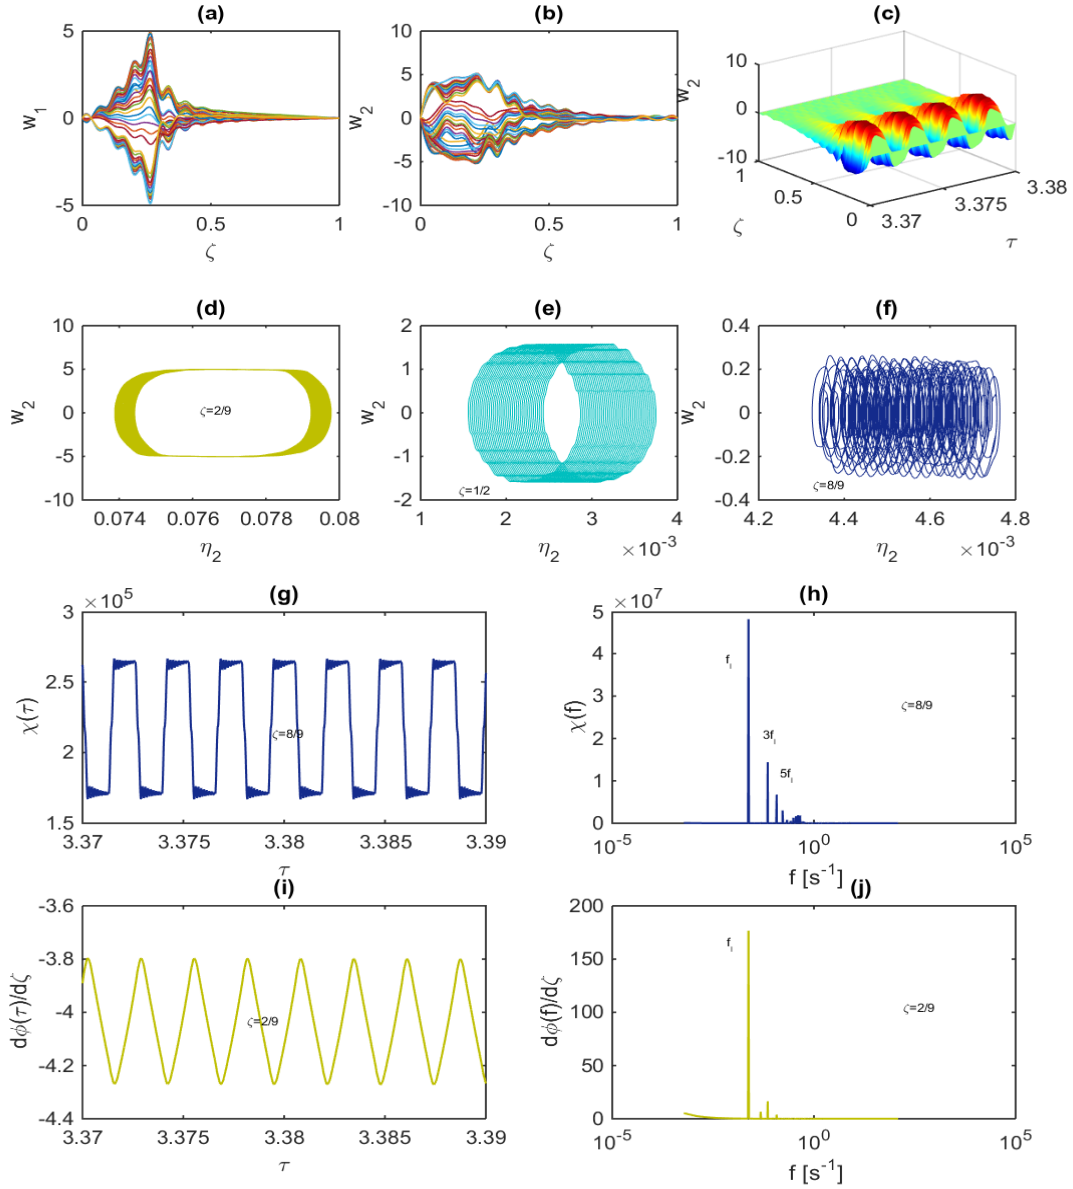 (a)
5
0
-5
w1
0
0.5
1
ζ
(b)
10
5
0
-5
-10
w2
0
0.5
1
ζ
(c)
10
0
-10
w2
1
0.5
0
ζ
3.37
3.375
3.38
τ
(d)
10
5
0
-5
-10
w2
ζ=2/9
0.074
0.076
0.078
0.08
η2
(e)
2
1
0
-1
-2
w2
ζ=1/2
1
2
3
4
η2
×10-3
(f)
0.4
0.2
0
-0.2
-0.4
w2
ζ=8/9
4.2
4.4
4.6
4.8
η2
×10-3
(g)
×105
3
2.5
2
1.5
χ(τ)
ζ=8/9
3.37
3.375
3.38
3.385
3.39
τ
(h)
×107
5
4
3
2
1
0
χ(f)
fi
3fi
5fi
ζ=8/9
10-5
100
105
f [s-1]
(i)
-3.6
-3.8
-4
-4.2
-4.4
dϕ(τ)/dζ
ζ=2/9
3.37
3.375
3.38
3.385
3.39
τ
(j)
200
150
100
50
0
dϕ(f)/dζ
fi
ζ=2/9
10-5
100
105
f [s-1]